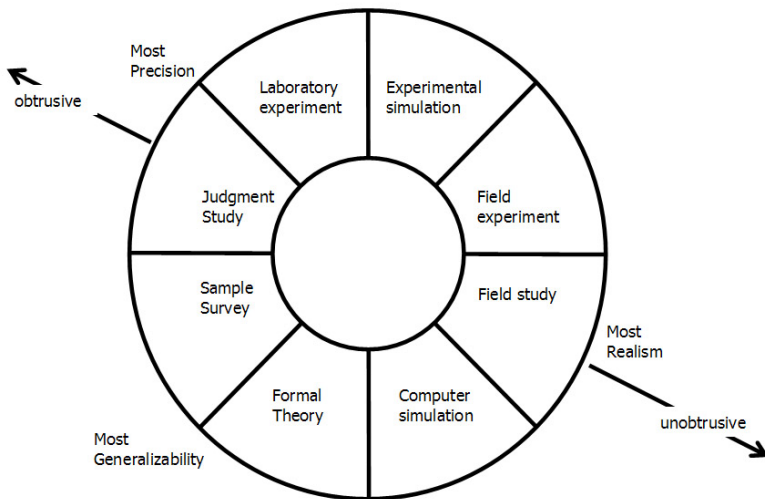 Most
Precision
obtrusive
Laboratory
experiment
Experimental
simulation
Judgment
Study
Field
experiment
Sample
Survey
Field study
Most
Realism
Formal
Theory
Computer
simulation
unobtrusive
Most
Generalizability